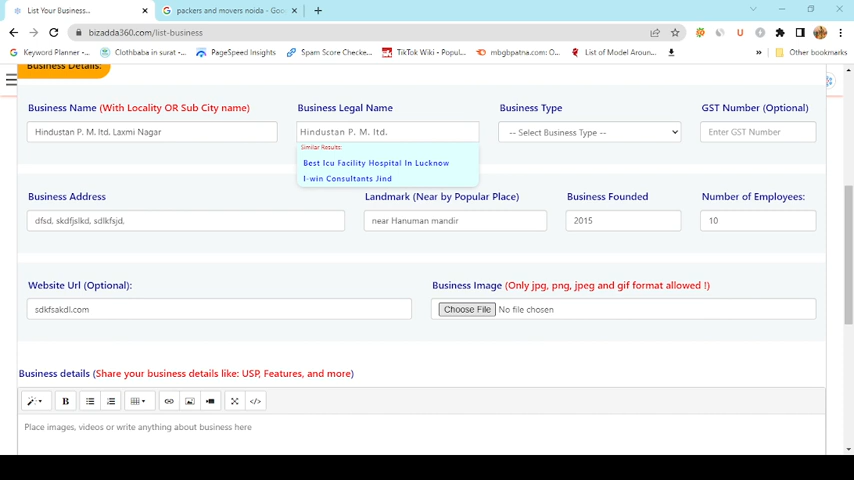 List Your Business...
packers and movers noida - Goo
bizadda360.com/list-business
Keyword Planner -... Clothbaba in surat -... PageSpeed Insights Spam Score Checke... TikTok Wiki - Popul... mbgbpatna.com: O... List of Model Aroun... » Other bookmarks
Business Details:
Business Name (With Locality OR Sub City name) Business Legal Name Business Type GST Number (Optional)
Hindustan P. M. ltd. Laxmi Nagar Hindustan P. M. ltd. -- Select Business Type -- Enter GST Number
Similar Results:
Best Icu Facility Hospital In Lucknow
I-win Consultants Jind
Business Address Landmark (Near by Popular Place) Business Founded Number of Employees:
dfsd, skdfjslkd, sdlkfsjd, near Hanuman mandir 2015 10
Website Url (Optional): Business Image (Only jpg, png, jpeg and gif format allowed !)
sdkfsakdl.com Choose File No file chosen
Business details (Share your business details like: USP, Features, and more)
B </>
Place images, videos or write anything about business here